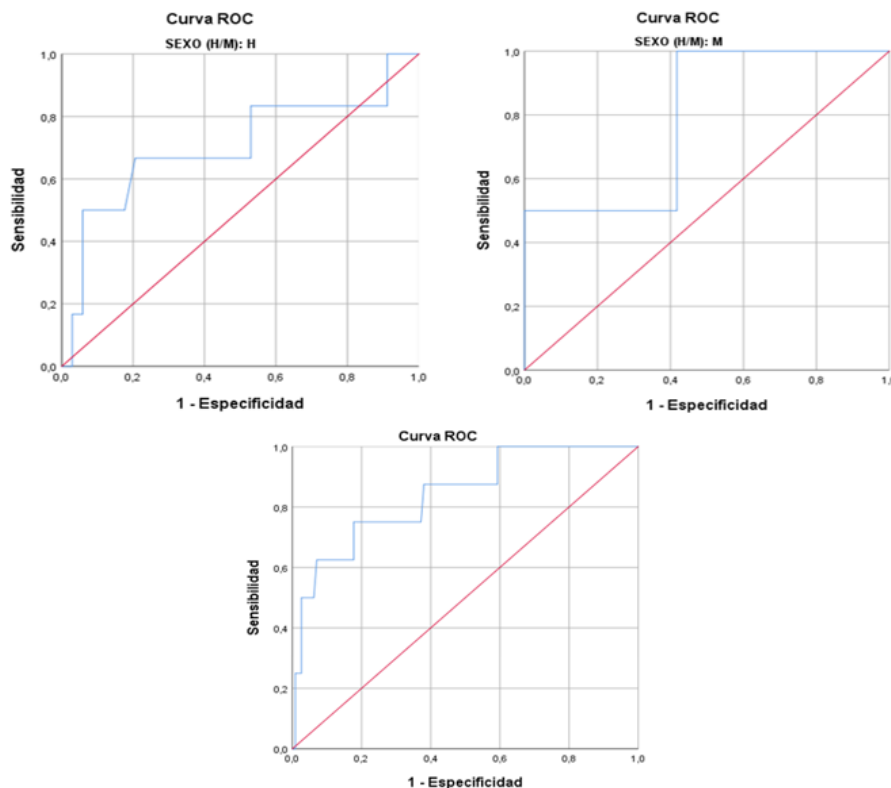 Curva ROC
SEXO (H/M): H
1,0
0,8
0,6
0,4
0,2
0,0
Sensibilidad
0,0 0,2 0,4 0,6 0,8 1,0
1 - Especificidad
Curva ROC
SEXO (H/M): M
1,0
0,8
0,6
0,4
0,2
0,0
Sensibilidad
0,0 0,2 0,4 0,6 0,8 1,0
1 - Especificidad
Curva ROC
1,0
0,8
0,6
0,4
0,2
0,0
Sensibilidad
0,0 0,2 0,4 0,6 0,8 1,0
1 - Especificidad